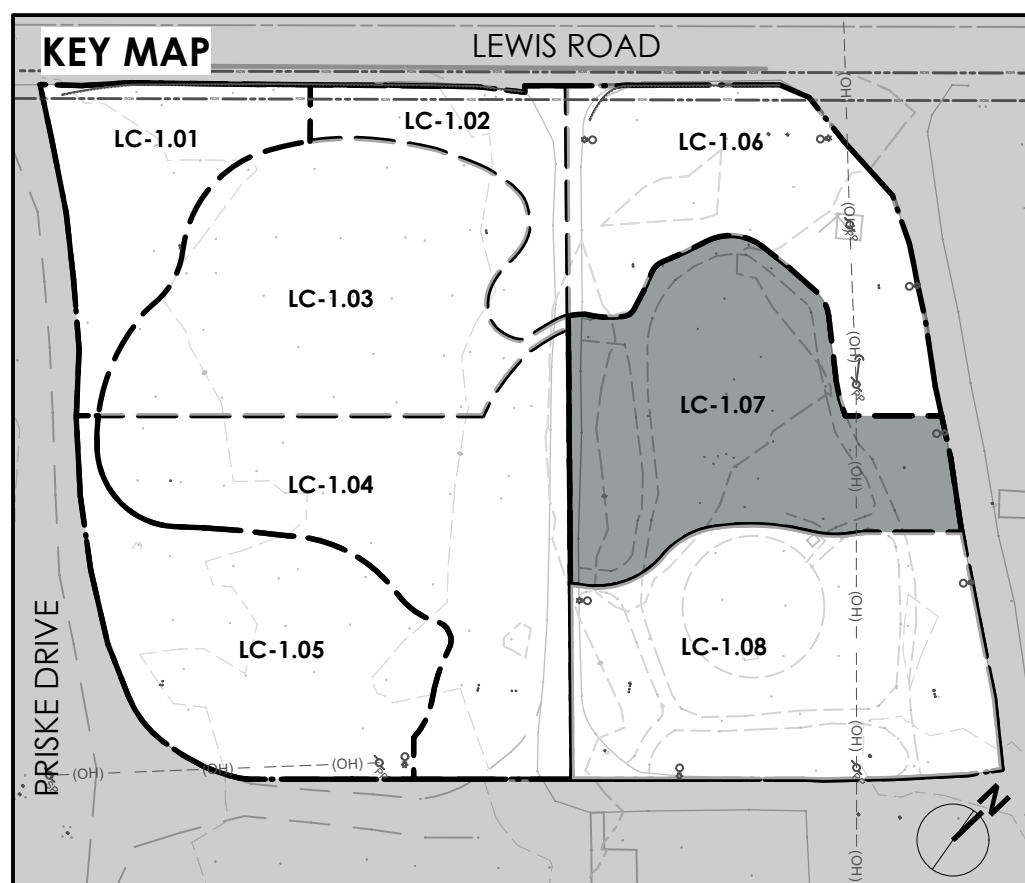 KEY MAP
LEWIS ROAD
(OH)
LC-1.01
LC-1.02
LC-1.06
(OH)
LC-1.03
(OH)
LC-1.07
LC-1.04
(OH)
(OH)
LC-1.05
LC-1.08
PRISKE DRIVE
(OH)
(OH)
(OH)
(OH)
(OH)
N